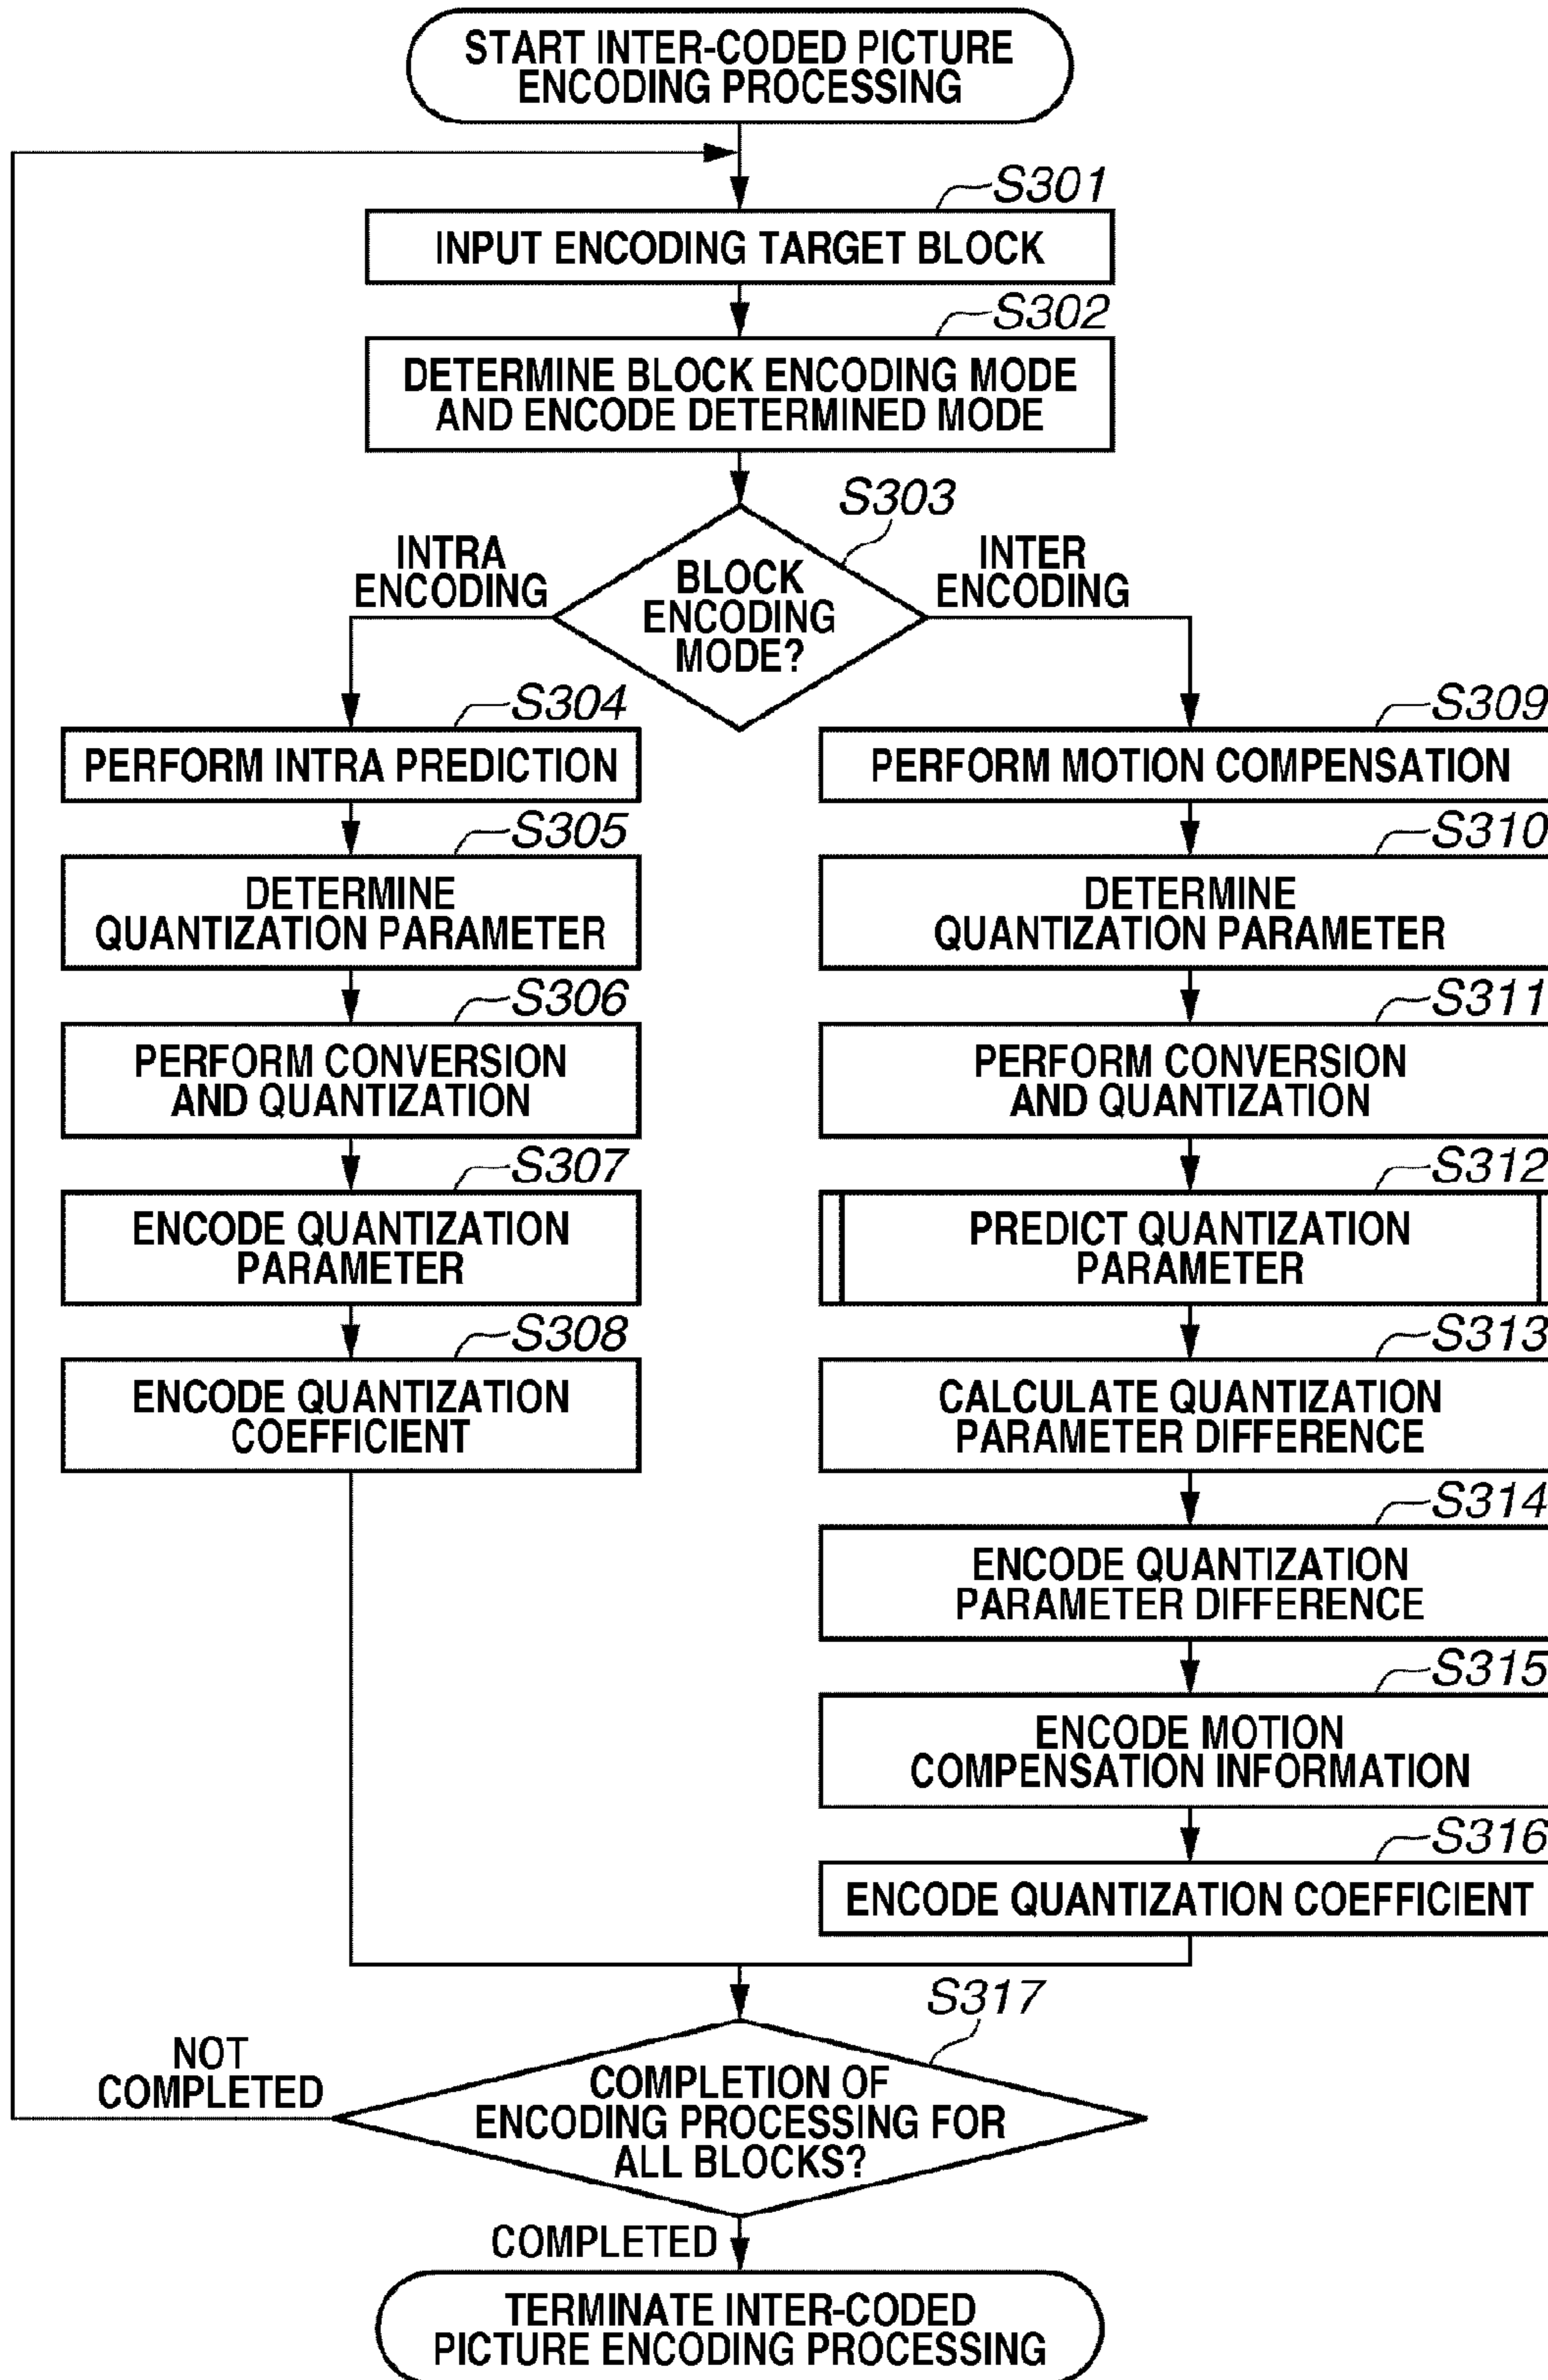 START INTER-CODED PICTURE
ENCODING PROCESSING
S301
INPUT ENCODING TARGET BLOCK
S302
DETERMINE BLOCK ENCODING MODE
AND ENCODE DETERMINED MODE
S303
BLOCK
ENCODING
MODE?
INTRA
ENCODING
INTER
ENCODING
S304
PERFORM INTRA PREDICTION
S305
DETERMINE
QUANTIZATION PARAMETER
S306
PERFORM CONVERSION
AND QUANTIZATION
S307
ENCODE QUANTIZATION
PARAMETER
S308
ENCODE QUANTIZATION
COEFFICIENT
S309
PERFORM MOTION COMPENSATION
S310
DETERMINE
QUANTIZATION PARAMETER
S311
PERFORM CONVERSION
AND QUANTIZATION
S312
PREDICT QUANTIZATION
PARAMETER
S313
CALCULATE QUANTIZATION
PARAMETER DIFFERENCE
S314
ENCODE QUANTIZATION
PARAMETER DIFFERENCE
S315
ENCODE MOTION
COMPENSATION INFORMATION
S316
ENCODE QUANTIZATION COEFFICIENT
S317
COMPLETION OF
ENCODING PROCESSING FOR
ALL BLOCKS?
NOT
COMPLETED
COMPLETED
TERMINATE INTER-CODED
PICTURE ENCODING PROCESSING